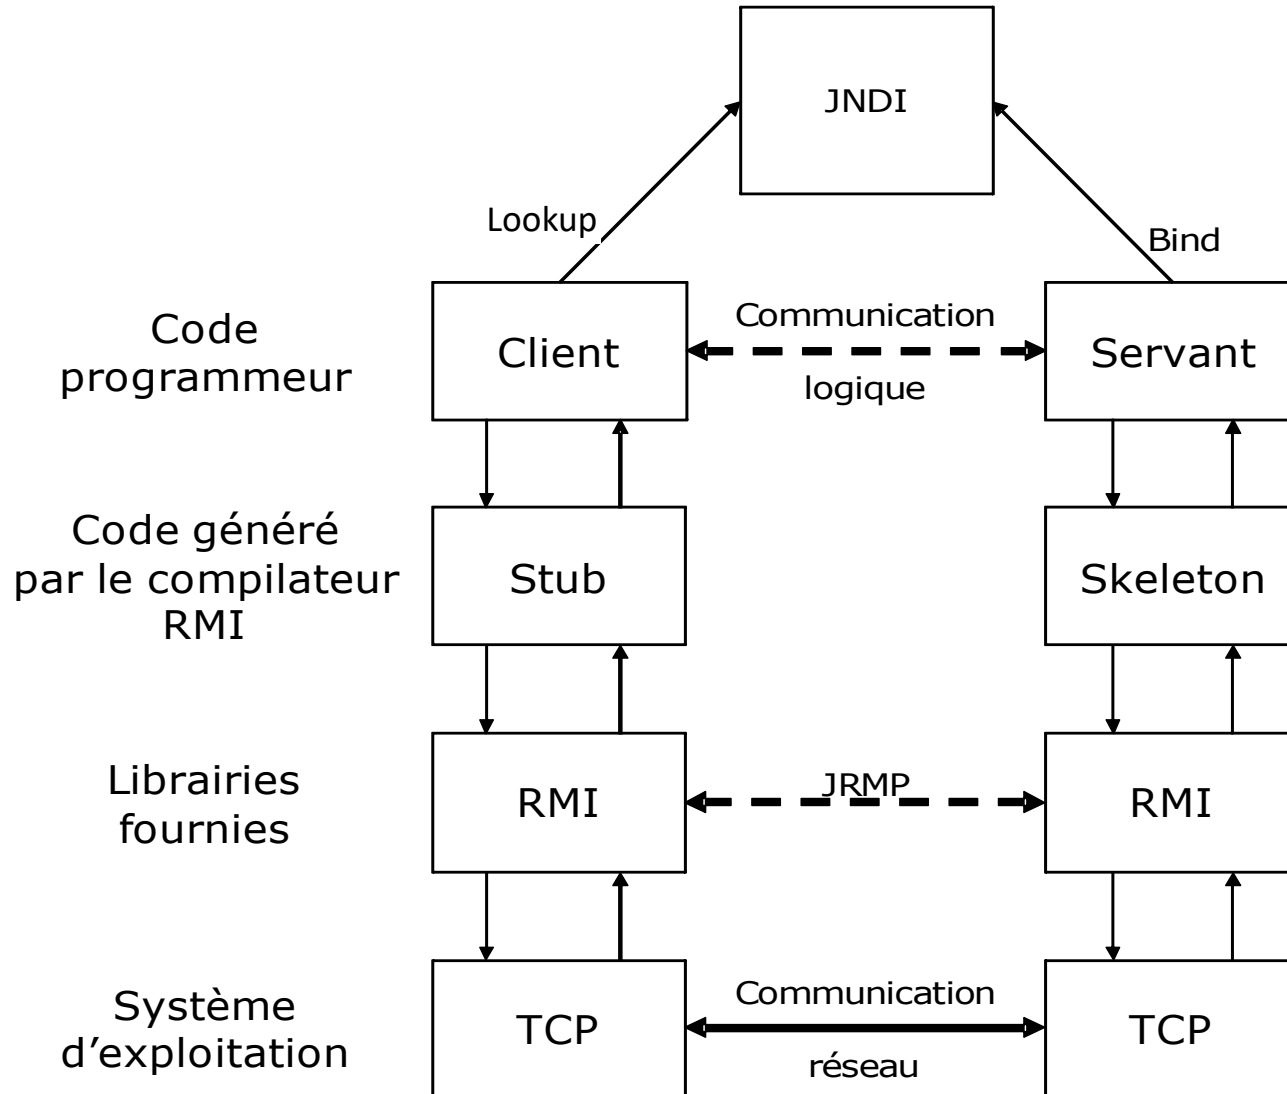 JNDI
Lookup
Bind
Code
programmeur
Client
Communication
logique
Servant
Code généré
par le compilateur
RMI
Stub
Skeleton
Librairies
fournies
RMI
JRMP
RMI
Système
d'exploitation
TCP
Communication
réseau
TCP